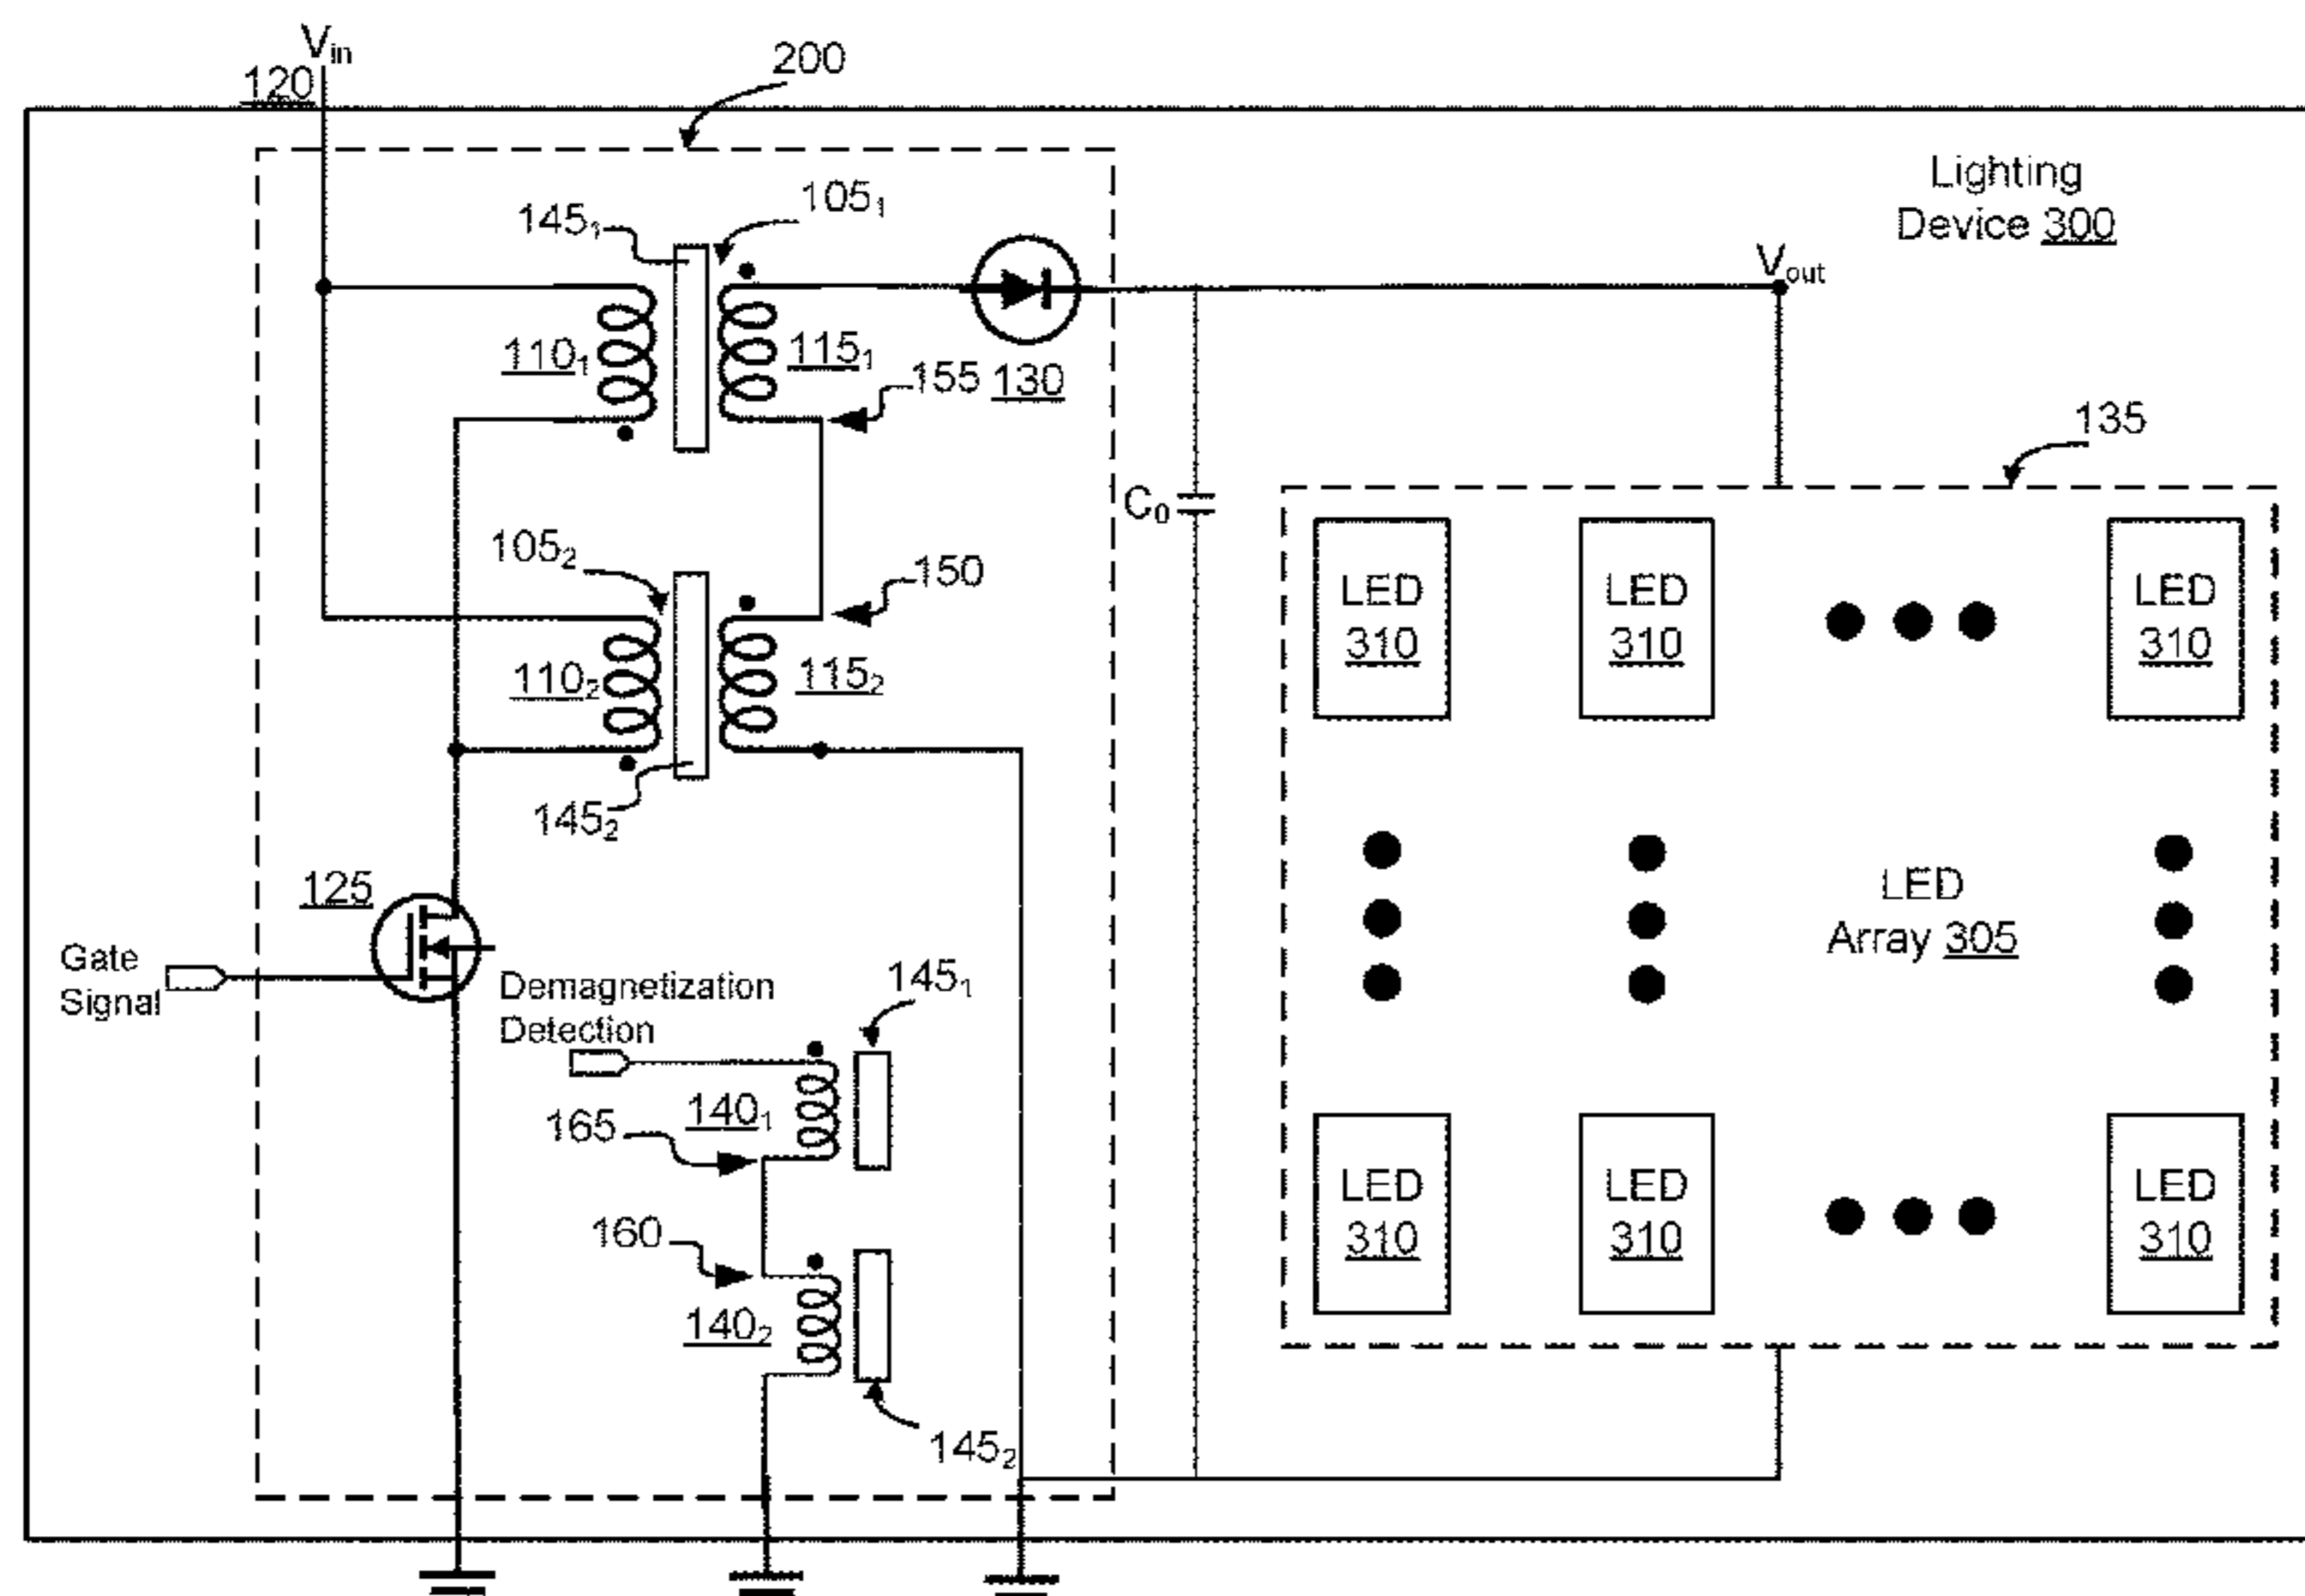 V_in
120
200
Lighting
Device 300
145₁
105₁
V_out
110₁
115₁
155
130
135
C₀
105₂
150
LED
310
LED
310
LED
310
110₂
115₂
145₂
125
LED
Array 305
Gate
Signal
Demagnetization
Detection
145₁
140₁
165
LED
310
LED
310
LED
310
160
140₂
145₂